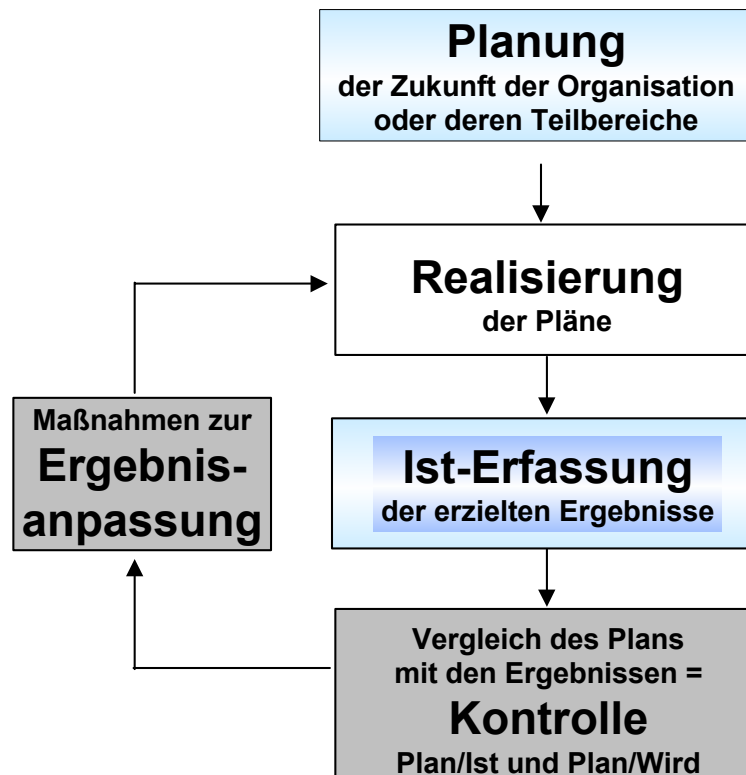 Planung
der Zukunft der Organisation
oder deren Teilbereiche
Realisierung
der Pläne
Maßnahmen zur
Ergebnis-
anpassung
Ist-Erfassung
der erzielten Ergebnisse
Vergleich des Plans
mit den Ergebnissen =
Kontrolle
Plan/Ist und Plan/Wird